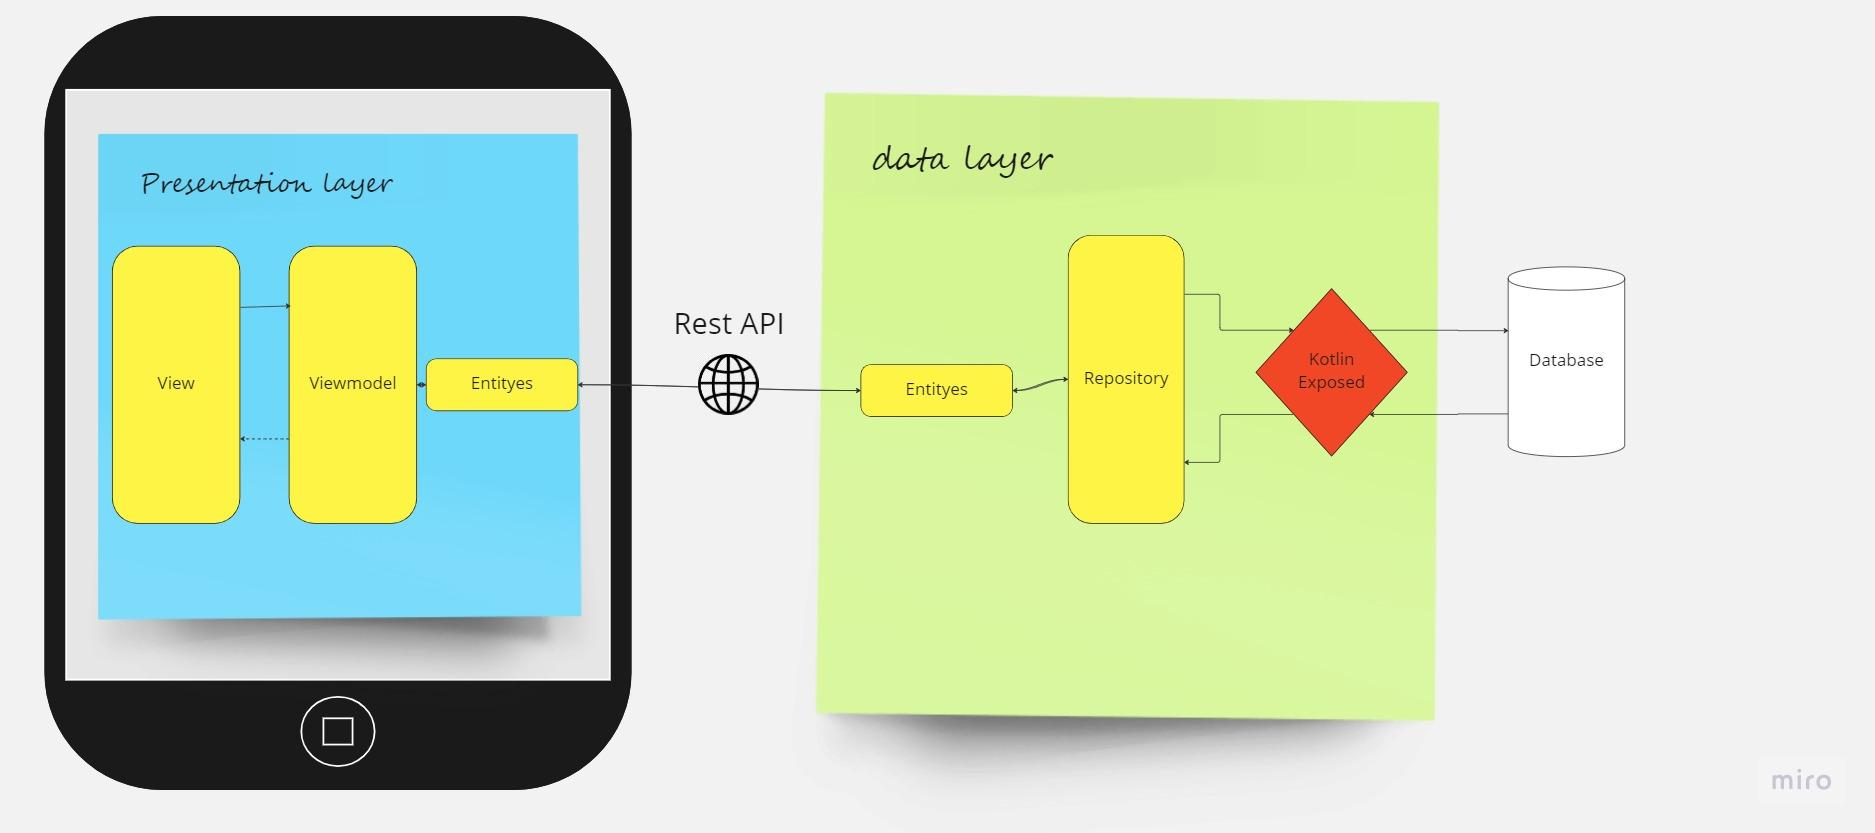 Presentation layer
View
Viewmodel
Entityes
Rest API
data layer
Entityes
Repository
Kotlin
Exposed
Database
miro